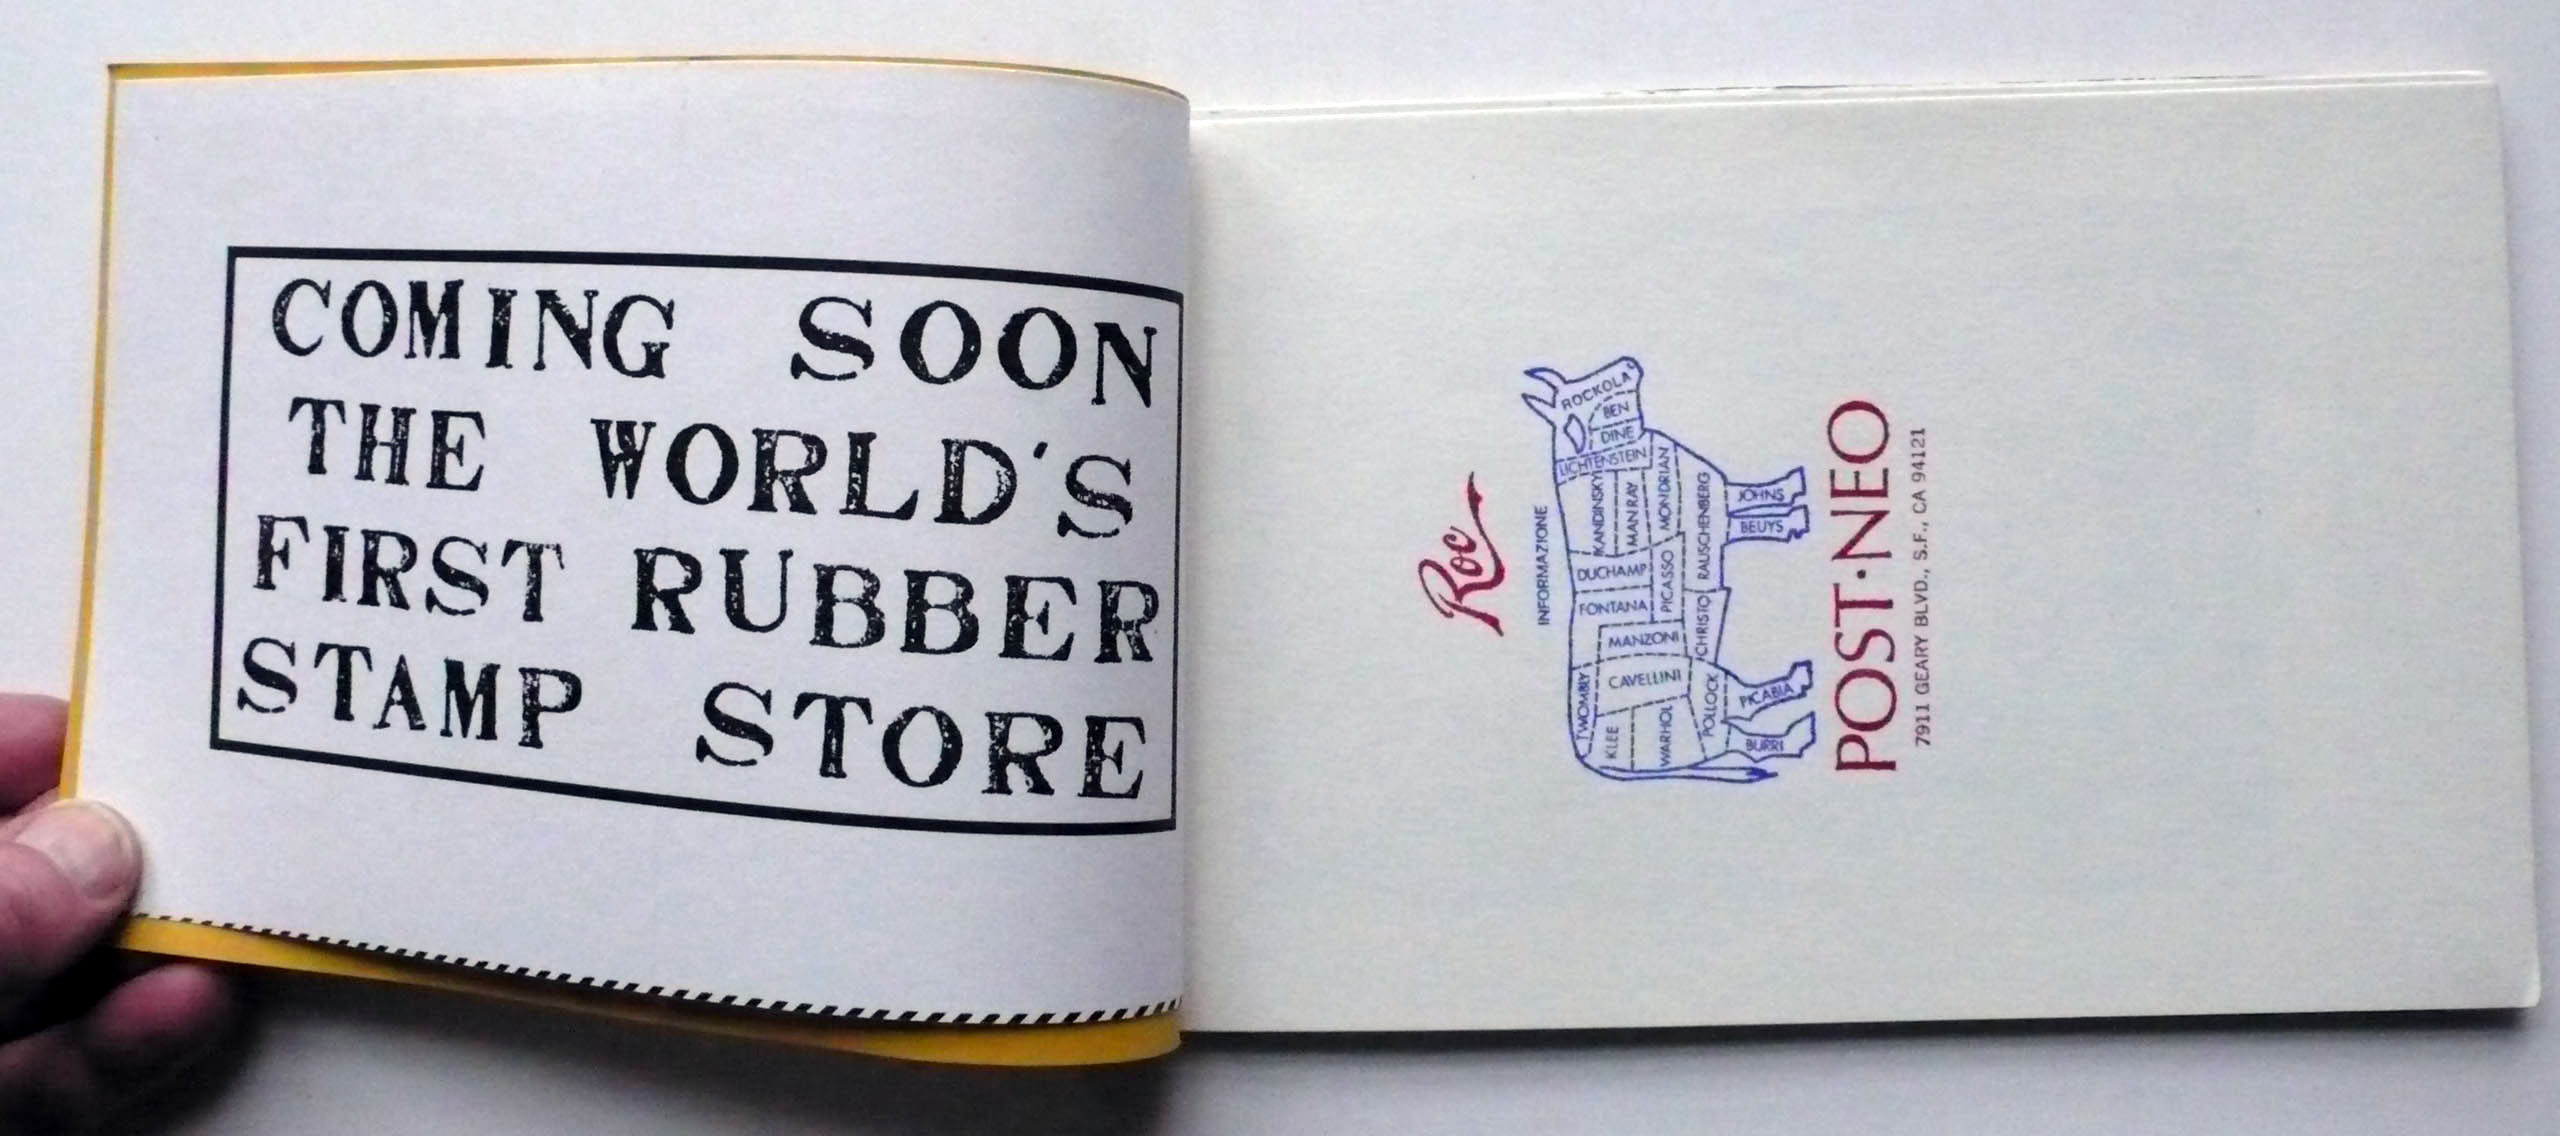 COMING SOON
THE WORLD'S
FIRST RUBBER
STAMP STORE
Roc
INFORMAZIONE
ROCKOLA
BEN
DINE
LICHTENSTEIN
KANDINSKY
MAN RAY
MONDRIAN
RAUSCHENBERG
JOHNS
BEUYS
DUCHAMP
PICASSO
FONTANA
MANZONI
CHRISTO
CAVELLINI
TWOMBLY
KLEE
WARHOL
POLLOCK
PICABIA
BURRI
POST·NEO
7911 GEARY BLVD., S.F., CA 94121